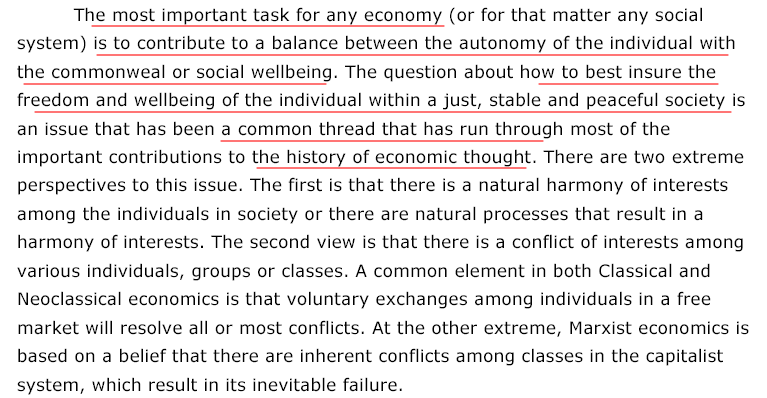 The most important task for any economy (or for that matter any social
system) is to contribute to a balance between the autonomy of the individual with
the commonweal or social wellbeing. The question about how to best insure the
freedom and wellbeing of the individual within a just, stable and peaceful society is
an issue that has been a common thread that has run through most of the
important contributions to the history of economic thought. There are two extreme
perspectives to this issue. The first is that there is a natural harmony of interests
among the individuals in society or there are natural processes that result in a
harmony of interests. The second view is that there is a conflict of interests among
various individuals, groups or classes. A common element in both Classical and
Neoclassical economics is that voluntary exchanges among individuals in a free
market will resolve all or most conflicts. At the other extreme, Marxist economics is
based on a belief that there are inherent conflicts among classes in the capitalist
system, which result in its inevitable failure.